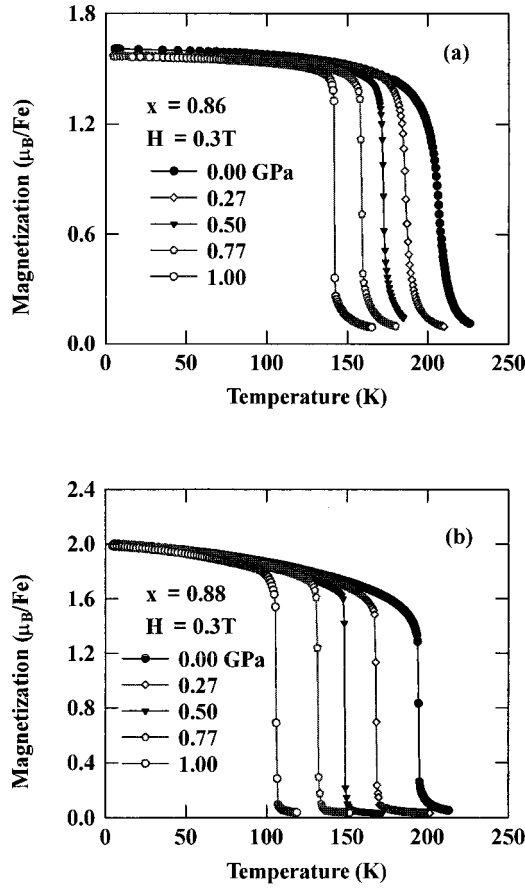 1.8
(a)
1.2
x = 0.86
H = 0.3T
0.00 GPa
0.27
0.6
0.50
0.77
1.00
0.0
0 50 100 150 200 250
Magnetization (μB/Fe)
Temperature (K)
2.4
(b)
2.0
1.6
x = 0.88
H = 0.3T
1.2
0.00 GPa
0.27
0.8
0.50
0.77
0.4
1.00
0.0
0 50 100 150 200 250
Magnetization (μB/Fe)
Temperature (K)